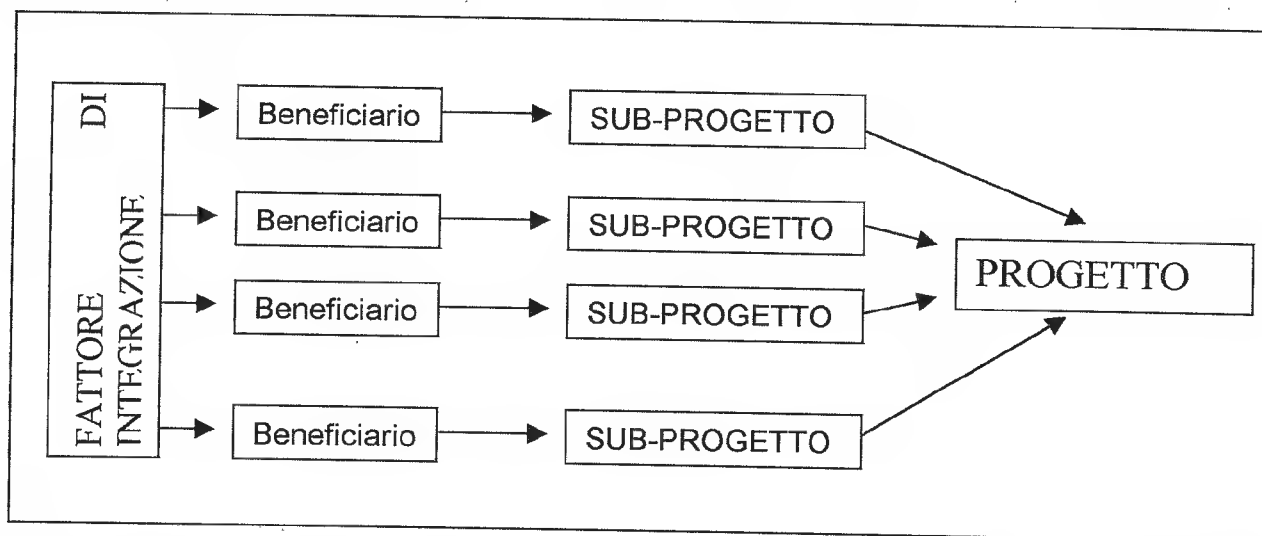 FATTORE DI
INTEGRAZIONE
Beneficiario
SUB-PROGETTO
Beneficiario
SUB-PROGETTO
Beneficiario
SUB-PROGETTO
Beneficiario
SUB-PROGETTO
PROGETTO